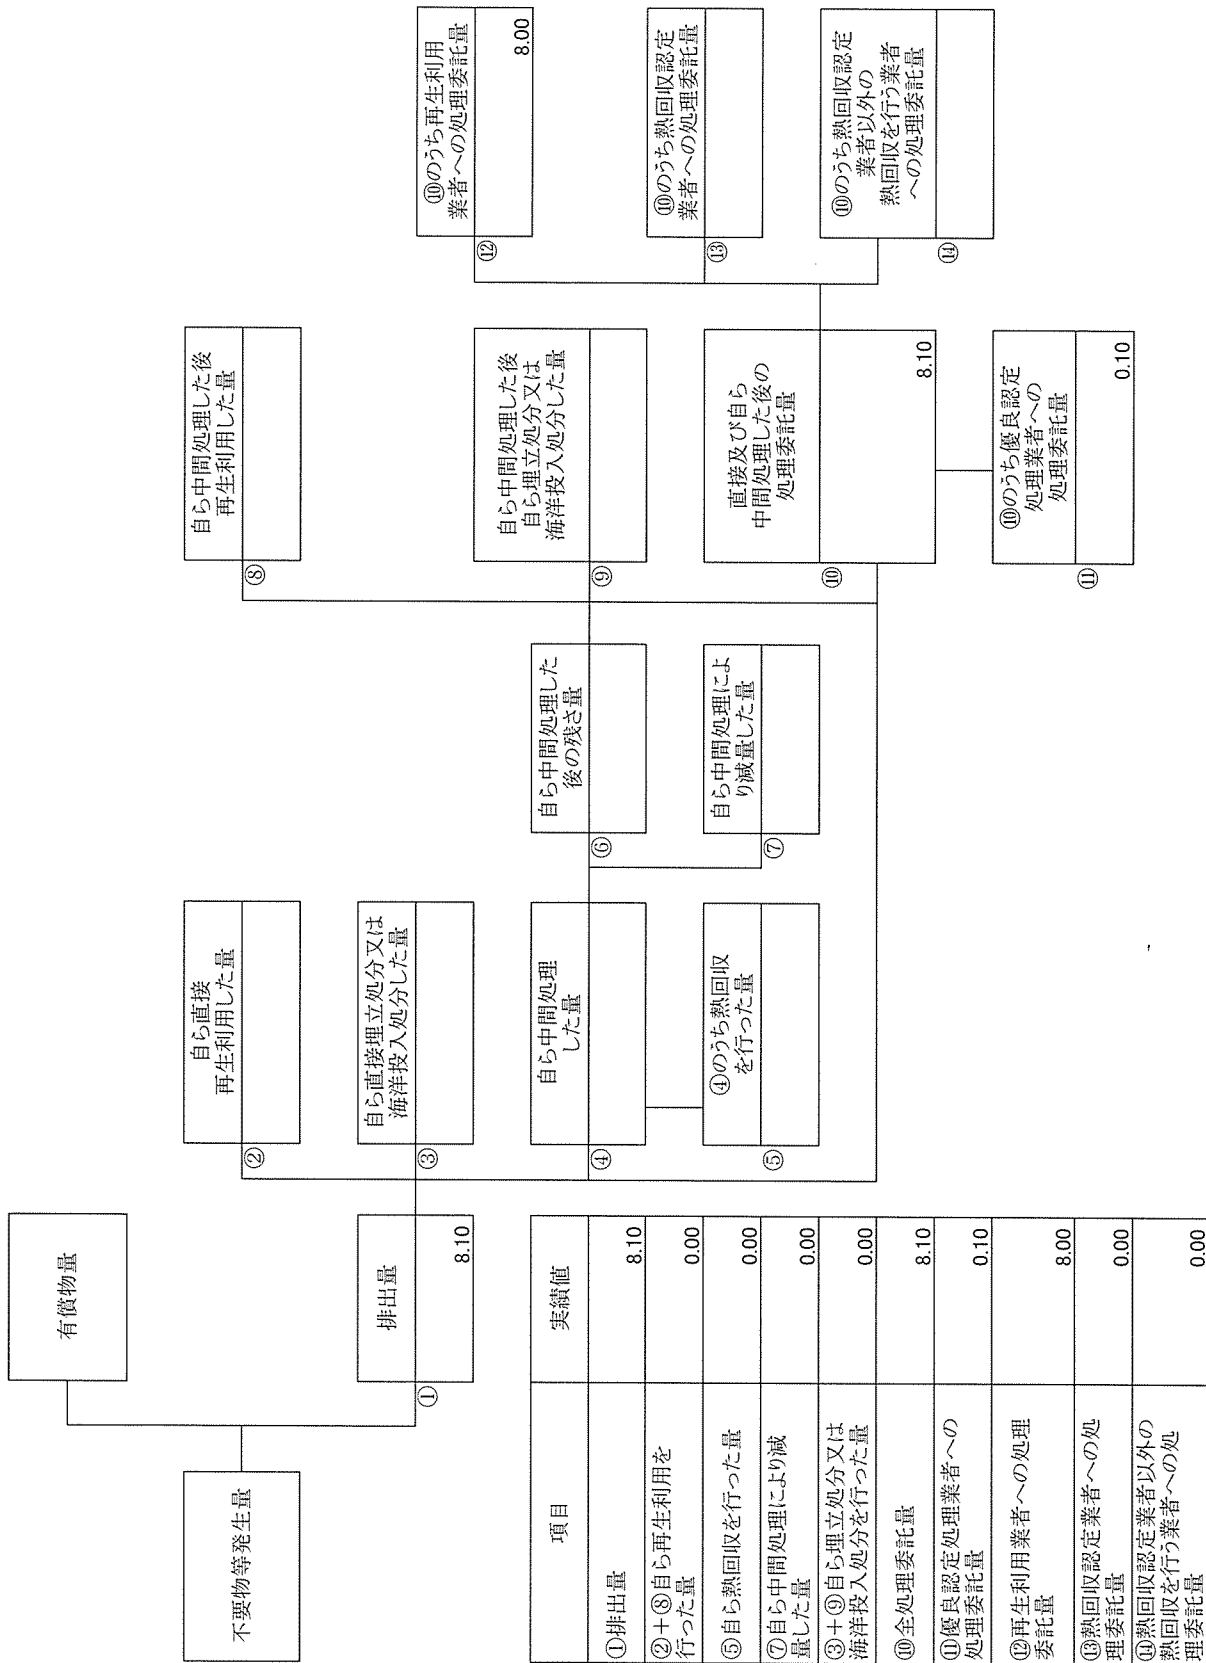 不要物等発生量
有償物量
①
排出量
8.10
②
自ら直接
再生利用した量
③
自ら直接埋立処分又は
海洋投入処分した量
④
自ら中間処理
した量
⑤
④のうち熱回収
を行った量
⑥
自ら中間処理した
後の残さ量
⑦
自ら中間処理によ
り減量した量
⑧
自ら中間処理した後
再生利用した量
⑨
自ら中間処理した後
自ら埋立処分又は
海洋投入処分した量
⑩
直接及び自ら
中間処理した後の
処理委託量
8.10
⑪
⑩のうち優良認定
処理業者への
処理委託量
0.10
⑫
⑩のうち再生利用
業者への処理委託量
8.00
⑬
⑩のうち熱回収認定
業者への処理委託量
⑭
⑩のうち熱回収認定
業者以外の
熱回収を行う業者
への処理委託量
項目 実績値
①排出量 8.10
②+⑧自ら再生利用を
行った量 0.00
⑤自ら熱回収を行った量 0.00
⑦自ら中間処理により減
量した量 0.00
③+⑨自ら埋立処分又は
海洋投入処分を行った量 0.00
⑩全処理委託量 8.10
⑪優良認定処理業者への
処理委託量 0.10
⑫再生利用業者への処理
委託量 8.00
⑬熱回収認定業者への処
理委託量 0.00
⑭熱回収認定業者以外の
熱回収を行う業者への処
理委託量 0.00